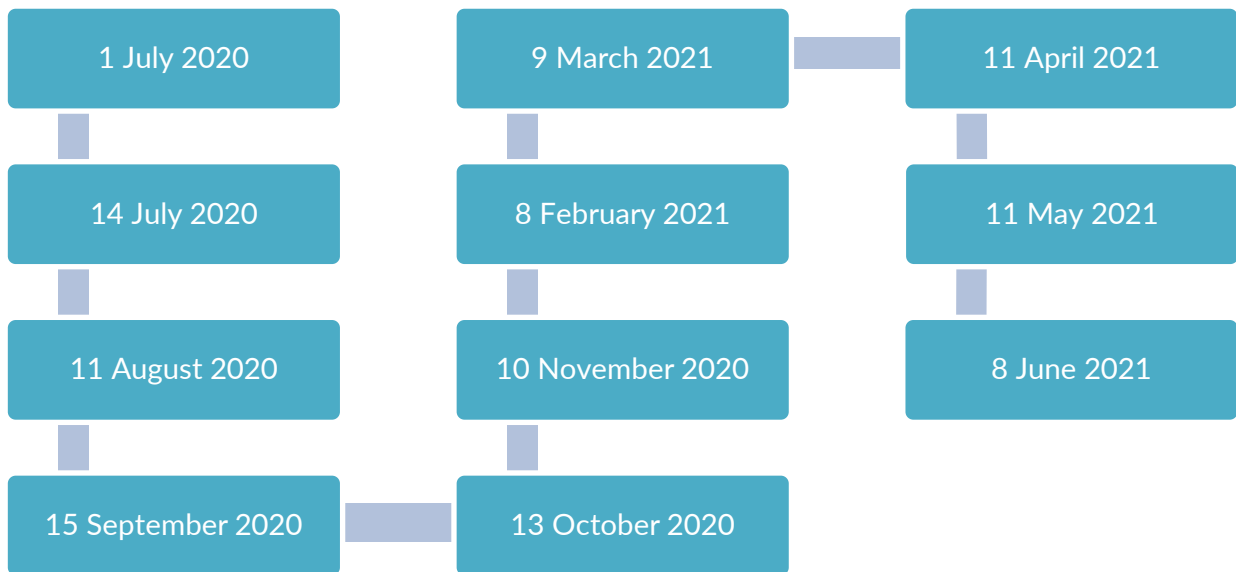 1 July 2020
14 July 2020
11 August 2020
15 September 2020
13 October 2020
10 November 2020
8 February 2021
9 March 2021
11 April 2021
11 May 2021
8 June 2021